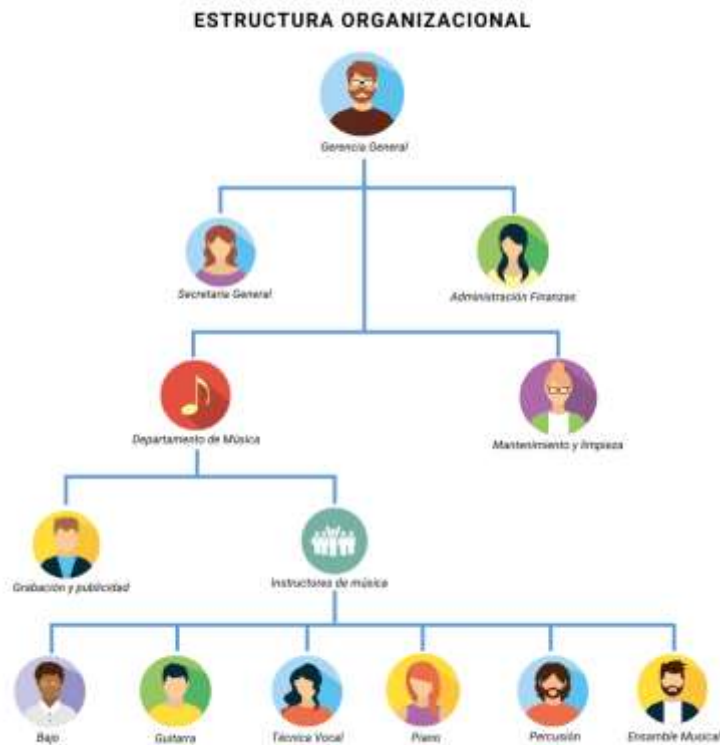 ESTRUCTURA ORGANIZACIONAL
Gerencia General
Secretaria General
Administración Finanzas
Departamento de Música
Mantenimiento y limpieza
Grabación y publicidad
Instructores de música
Bajo
Guitarra
Técnica Vocal
Piano
Percusión
Ensamble Musical